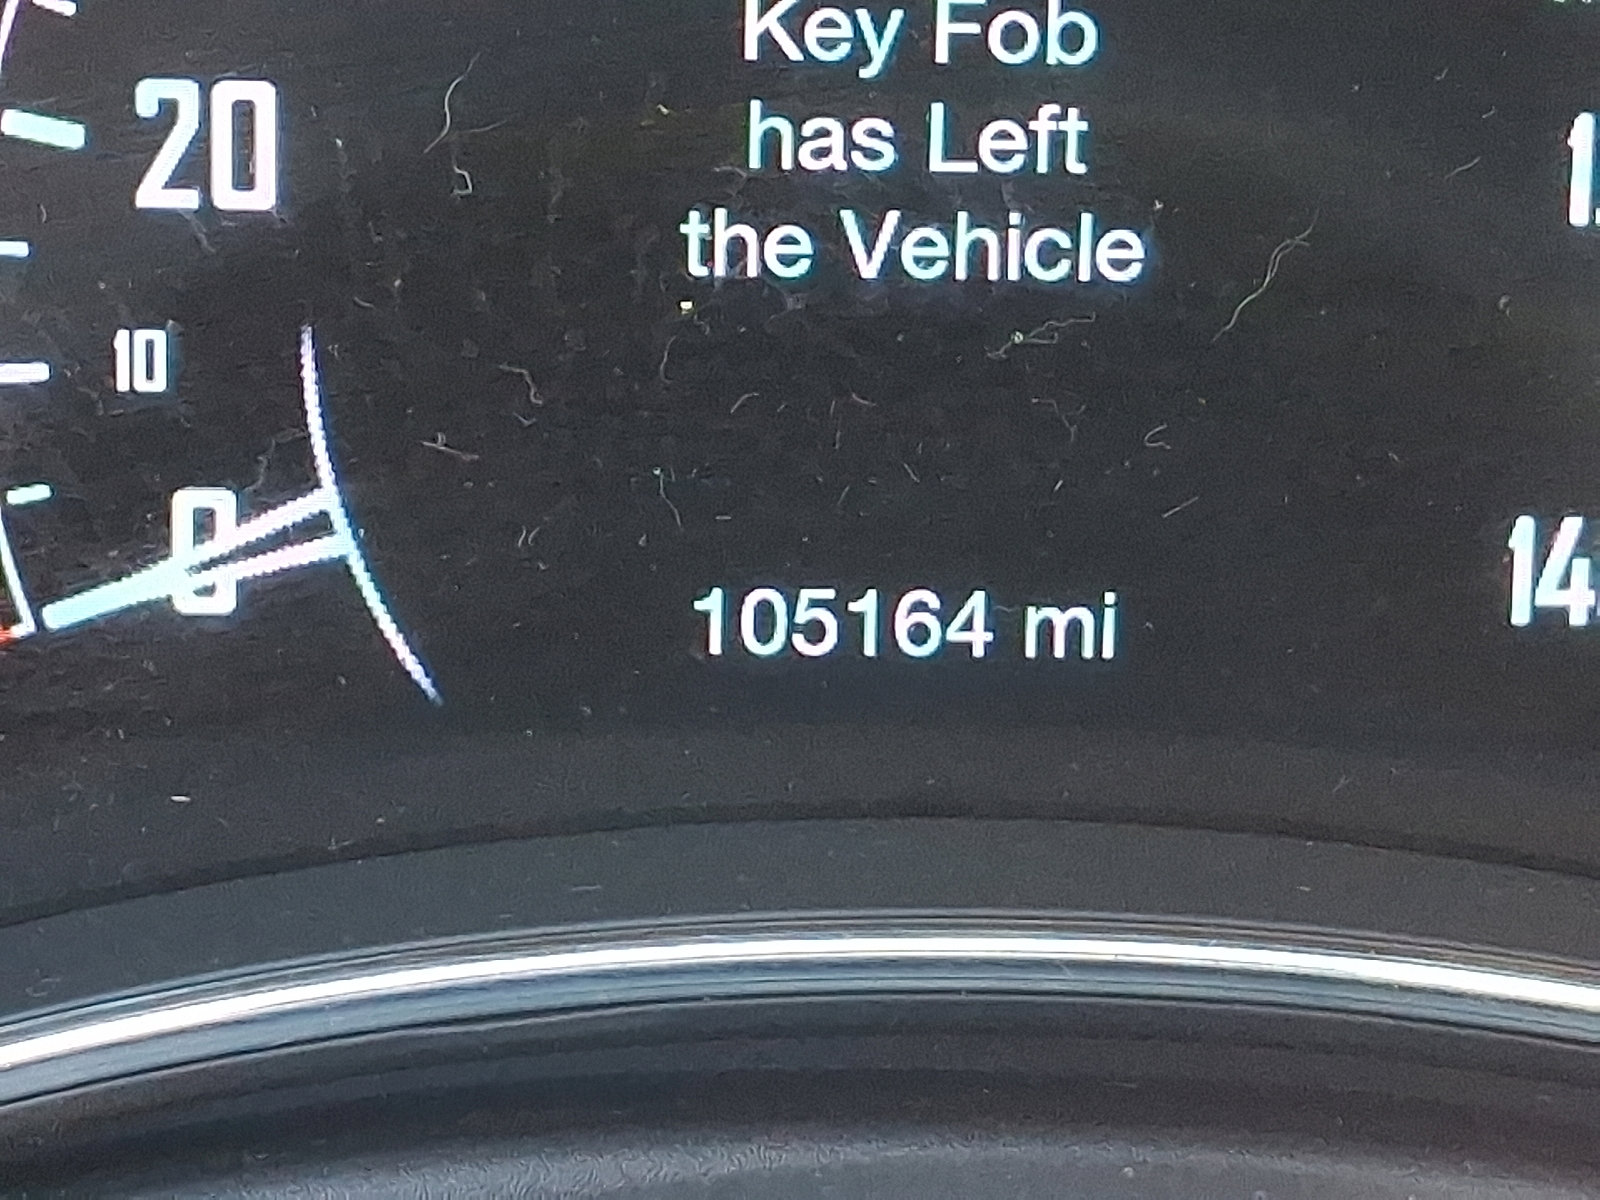 Key Fob
has Left
the Vehicle
20
10
0
105164 mi